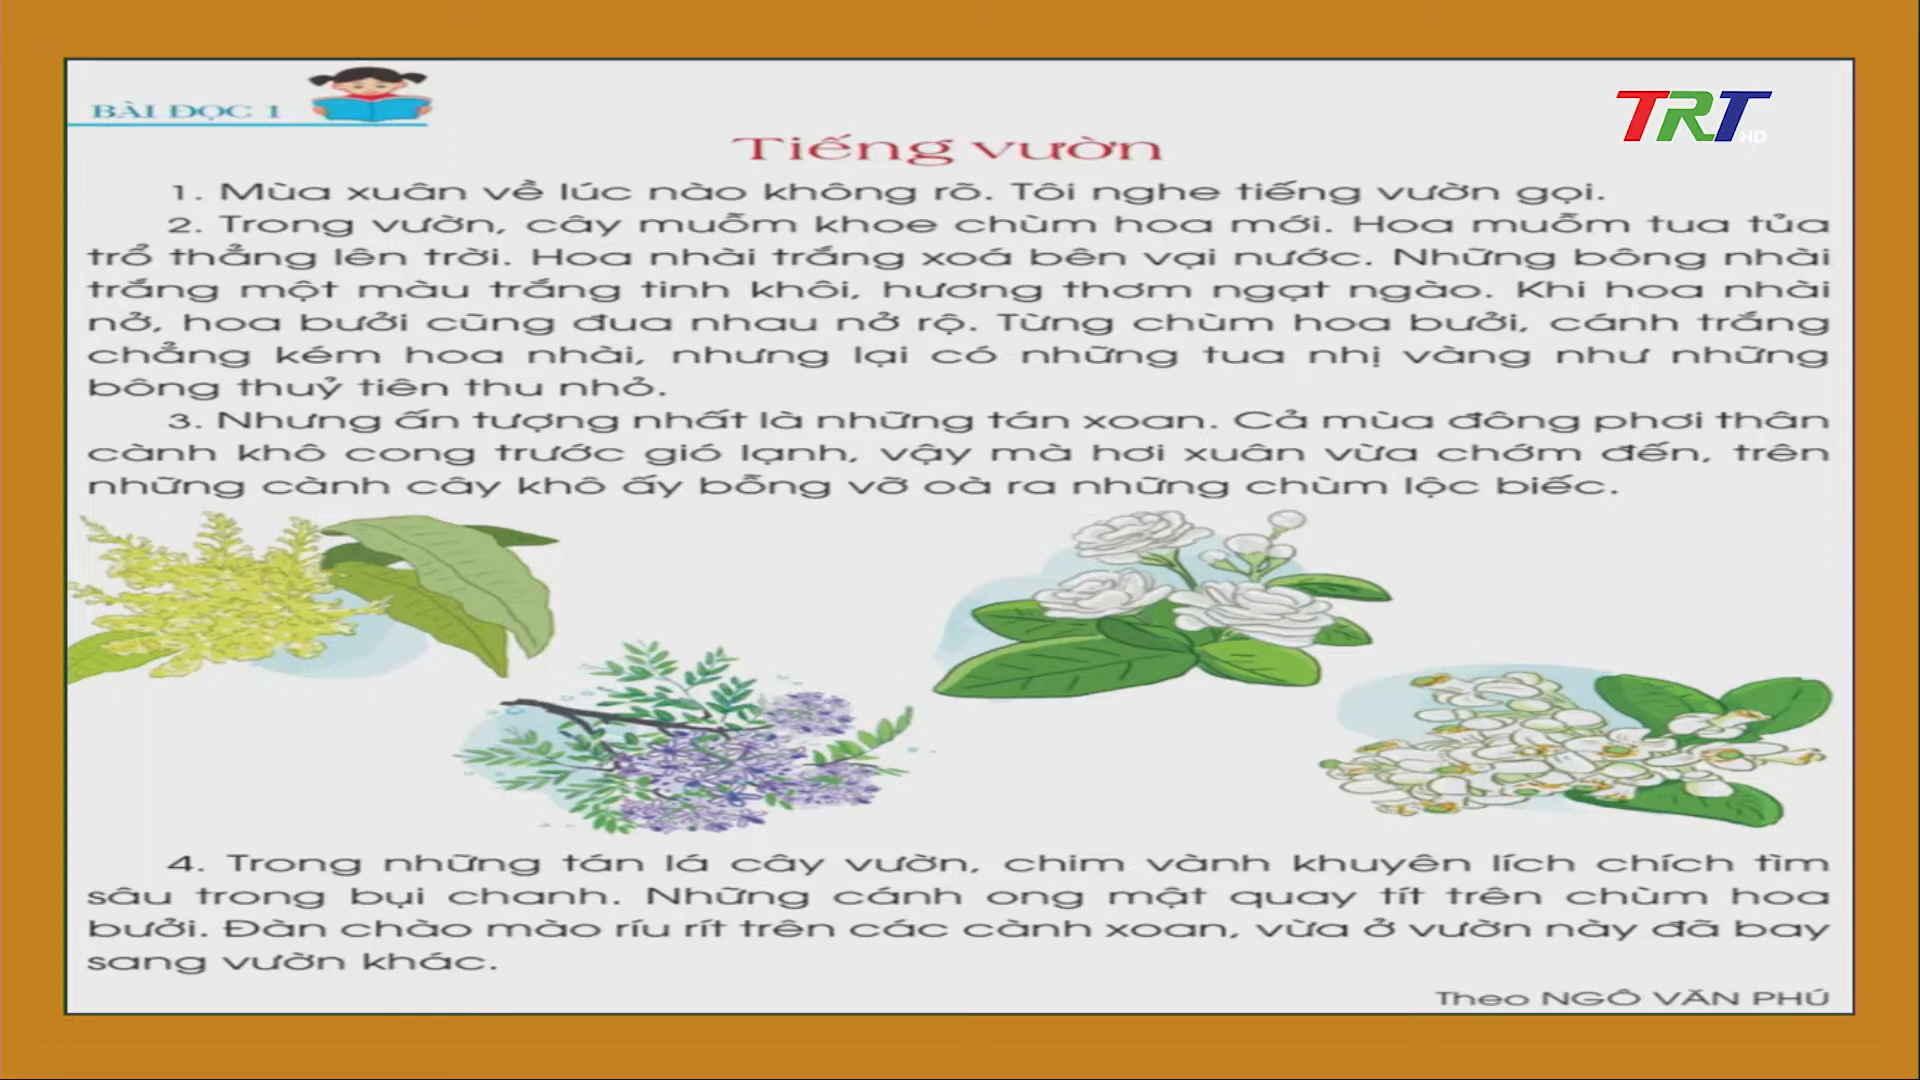 BÀI ĐỌC 1
TRT HD
Tiếng vườn
1. Mùa xuân về lúc nào không rõ. Tôi nghe tiếng vườn gọi.
2. Trong vườn, cây muỗm khoe chùm hoa mới. Hoa muỗm tua tủa
trổ thẳng lên trời. Hoa nhài trắng xoá bên vại nước. Những bông nhài
trắng một màu trắng tinh khôi, hương thơm ngạt ngào. Khi hoa nhài
nở, hoa bưởi cũng đua nhau nở rộ. Từng chùm hoa bưởi, cánh trắng
chẳng kém hoa nhài, nhưng lại có những tua nhị vàng như những
bông thuỷ tiên thu nhỏ.
3. Nhưng ấn tượng nhất là những tán xoan. Cả mùa đông phơi thân
cành khô cong trước gió lạnh, vậy mà hơi xuân vừa chớm đến, trên
những cành cây khô ấy bỗng vỡ oà ra những chùm lộc biếc.
4. Trong những tán lá cây vườn, chim vành khuyên lích chích tìm
sâu trong bụi chanh. Những cánh ong mật quay tít trên chùm hoa
bưởi. Đàn chào mào ríu rít trên các cành xoan, vừa ở vườn này đã bay
sang vườn khác.
Theo NGÔ VĂN PHÚ